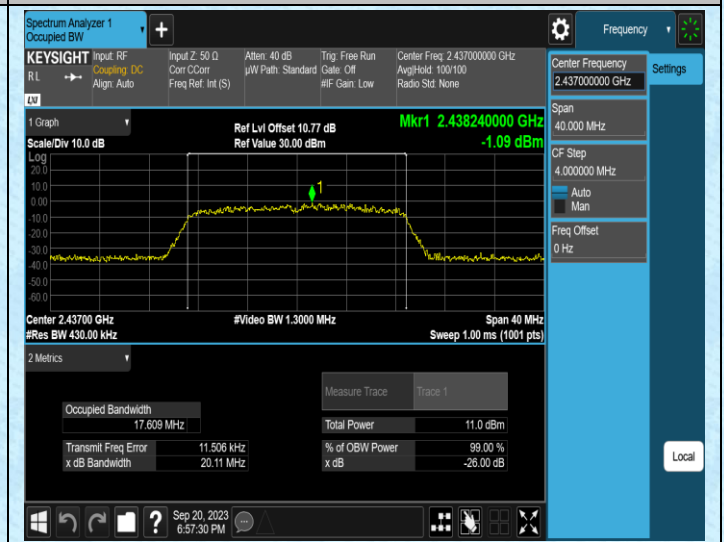 Spectrum Analyzer 1
Occupied BW
Frequency
KEYSIGHT
RL
LXI
Input: RF
Coupling: DC
Align: Auto
Input Z: 50 Ω
Corr CCorr
Freq Ref: Int (S)
Atten: 40 dB
µW Path: Standard
Trig: Free Run
Gate: Off
#IF Gain: Low
Center Freq: 2.437000000 GHz
Avg|Hold: 100/100
Radio Std: None
Center Frequency
2.437000000 GHz
Settings
Span
40.000 MHz
CF Step
4.000000 MHz
Auto
Man
Freq Offset
0 Hz
1 Graph
Scale/Div 10.0 dB
Ref Lvl Offset 10.77 dB
Ref Value 30.00 dBm
Mkr1 2.438240000 GHz
-1.09 dBm
Log
20.0
10.0
0.00
-10.0
-20.0
-30.0
-40.0
-50.0
-60.0
1
Center 2.43700 GHz
#Res BW 430.00 kHz
#Video BW 1.3000 MHz
Span 40 MHz
Sweep 1.00 ms (1001 pts)
2 Metrics
Measure Trace Trace 1
Occupied Bandwidth
17.609 MHz
Total Power 11.0 dBm
Transmit Freq Error 11.506 kHz
% of OBW Power 99.00 %
x dB Bandwidth 20.11 MHz
x dB -26.00 dB
Local
Sep 20, 2023
6:57:30 PM